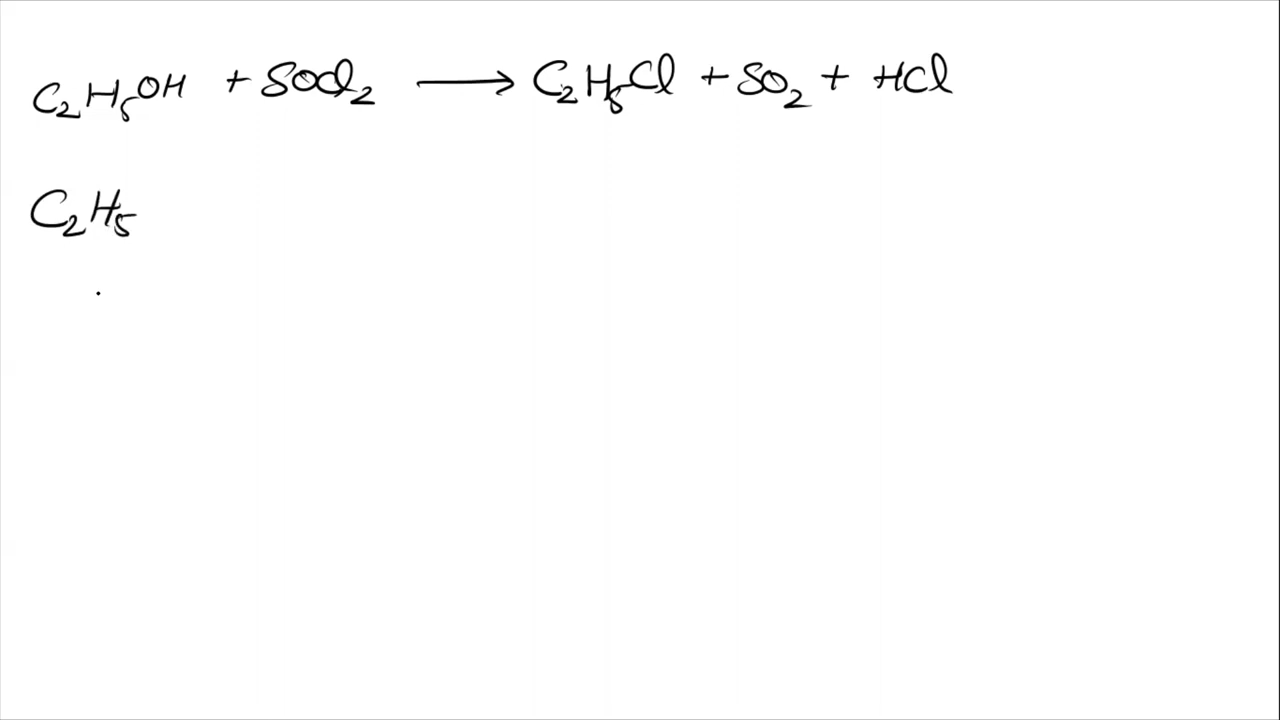 C₂H₅OH + SOCl₂ ⟶ C₂H₅Cl + SO₂ + HCl
C₂H₅